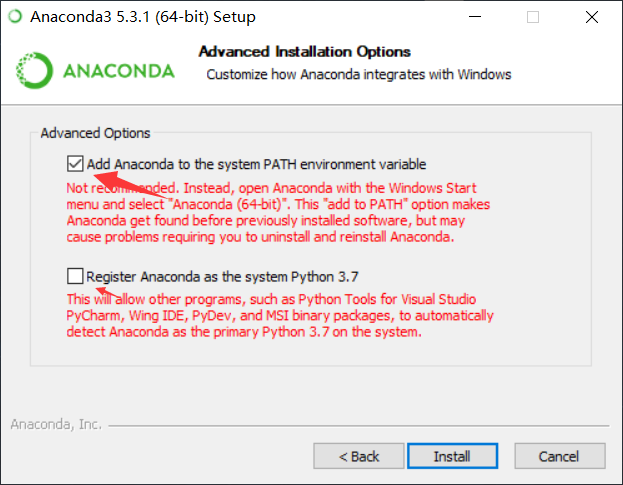 Anaconda3 5.3.1 (64-bit) Setup
ANACONDA
Advanced Installation Options
Customize how Anaconda integrates with Windows
Advanced Options
Add Anaconda to the system PATH environment variable
Not recommended. Instead, open Anaconda with the Windows Start
menu and select "Anaconda (64-bit)". This "add to PATH" option makes
Anaconda get found before previously installed software, but may
cause problems requiring you to uninstall and reinstall Anaconda.
Register Anaconda as the system Python 3.7
This will allow other programs, such as Python Tools for Visual Studio
PyCharm, Wing IDE, PyDev, and MSI binary packages, to automatically
detect Anaconda as the primary Python 3.7 on the system.
Anaconda, Inc.
< Back
Install
Cancel